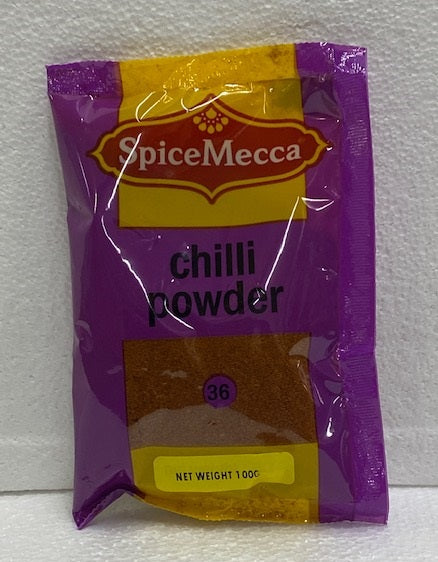 SpiceMecca
chilli
powder
36
NET WEIGHT 100G